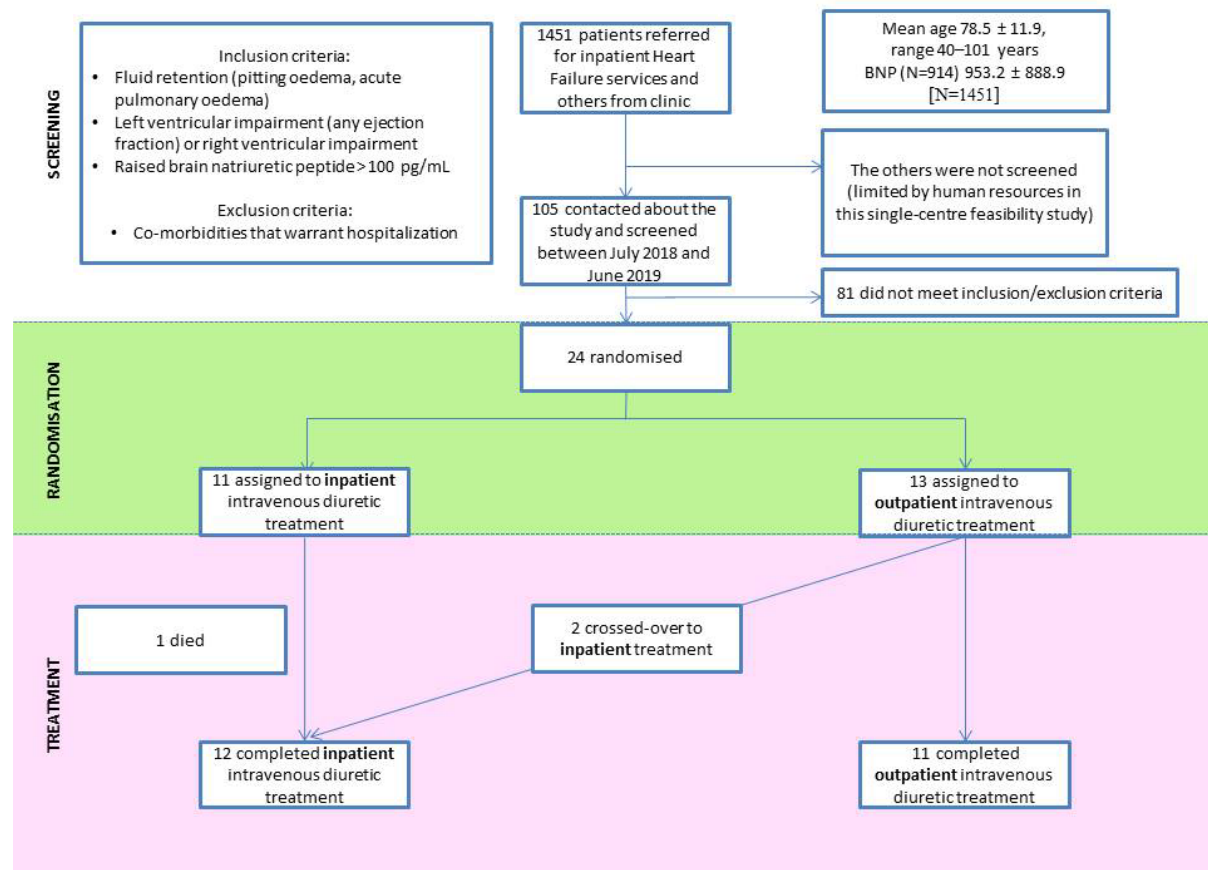 SCREENING
Inclusion criteria:
• Fluid retention (pitting oedema, acute
pulmonary oedema)
• Left ventricular impairment (any ejection
fraction) or right ventricular impairment
• Raised brain natriuretic peptide>100 pg/mL
Exclusion criteria:
• Co-morbidities that warrant hospitalization
1451 patients referred
for inpatient Heart
Failure services and
others from clinic
Mean age 78.5 ± 11.9,
range 40–101 years
BNP (N=914) 953.2 ± 888.9
[N=1451]
The others were not screened
(limited by human resources in
this single-centre feasibility study)
105 contacted about the
study and screened
between July 2018 and
June 2019
81 did not meet inclusion/exclusion criteria
RANDOMISATION
24 randomised
11 assigned to inpatient
intravenous diuretic
treatment
13 assigned to
outpatient intravenous
diuretic treatment
TREATMENT
1 died
2 crossed-over to
inpatient treatment
12 completed inpatient
intravenous diuretic
treatment
11 completed
outpatient intravenous
diuretic treatment